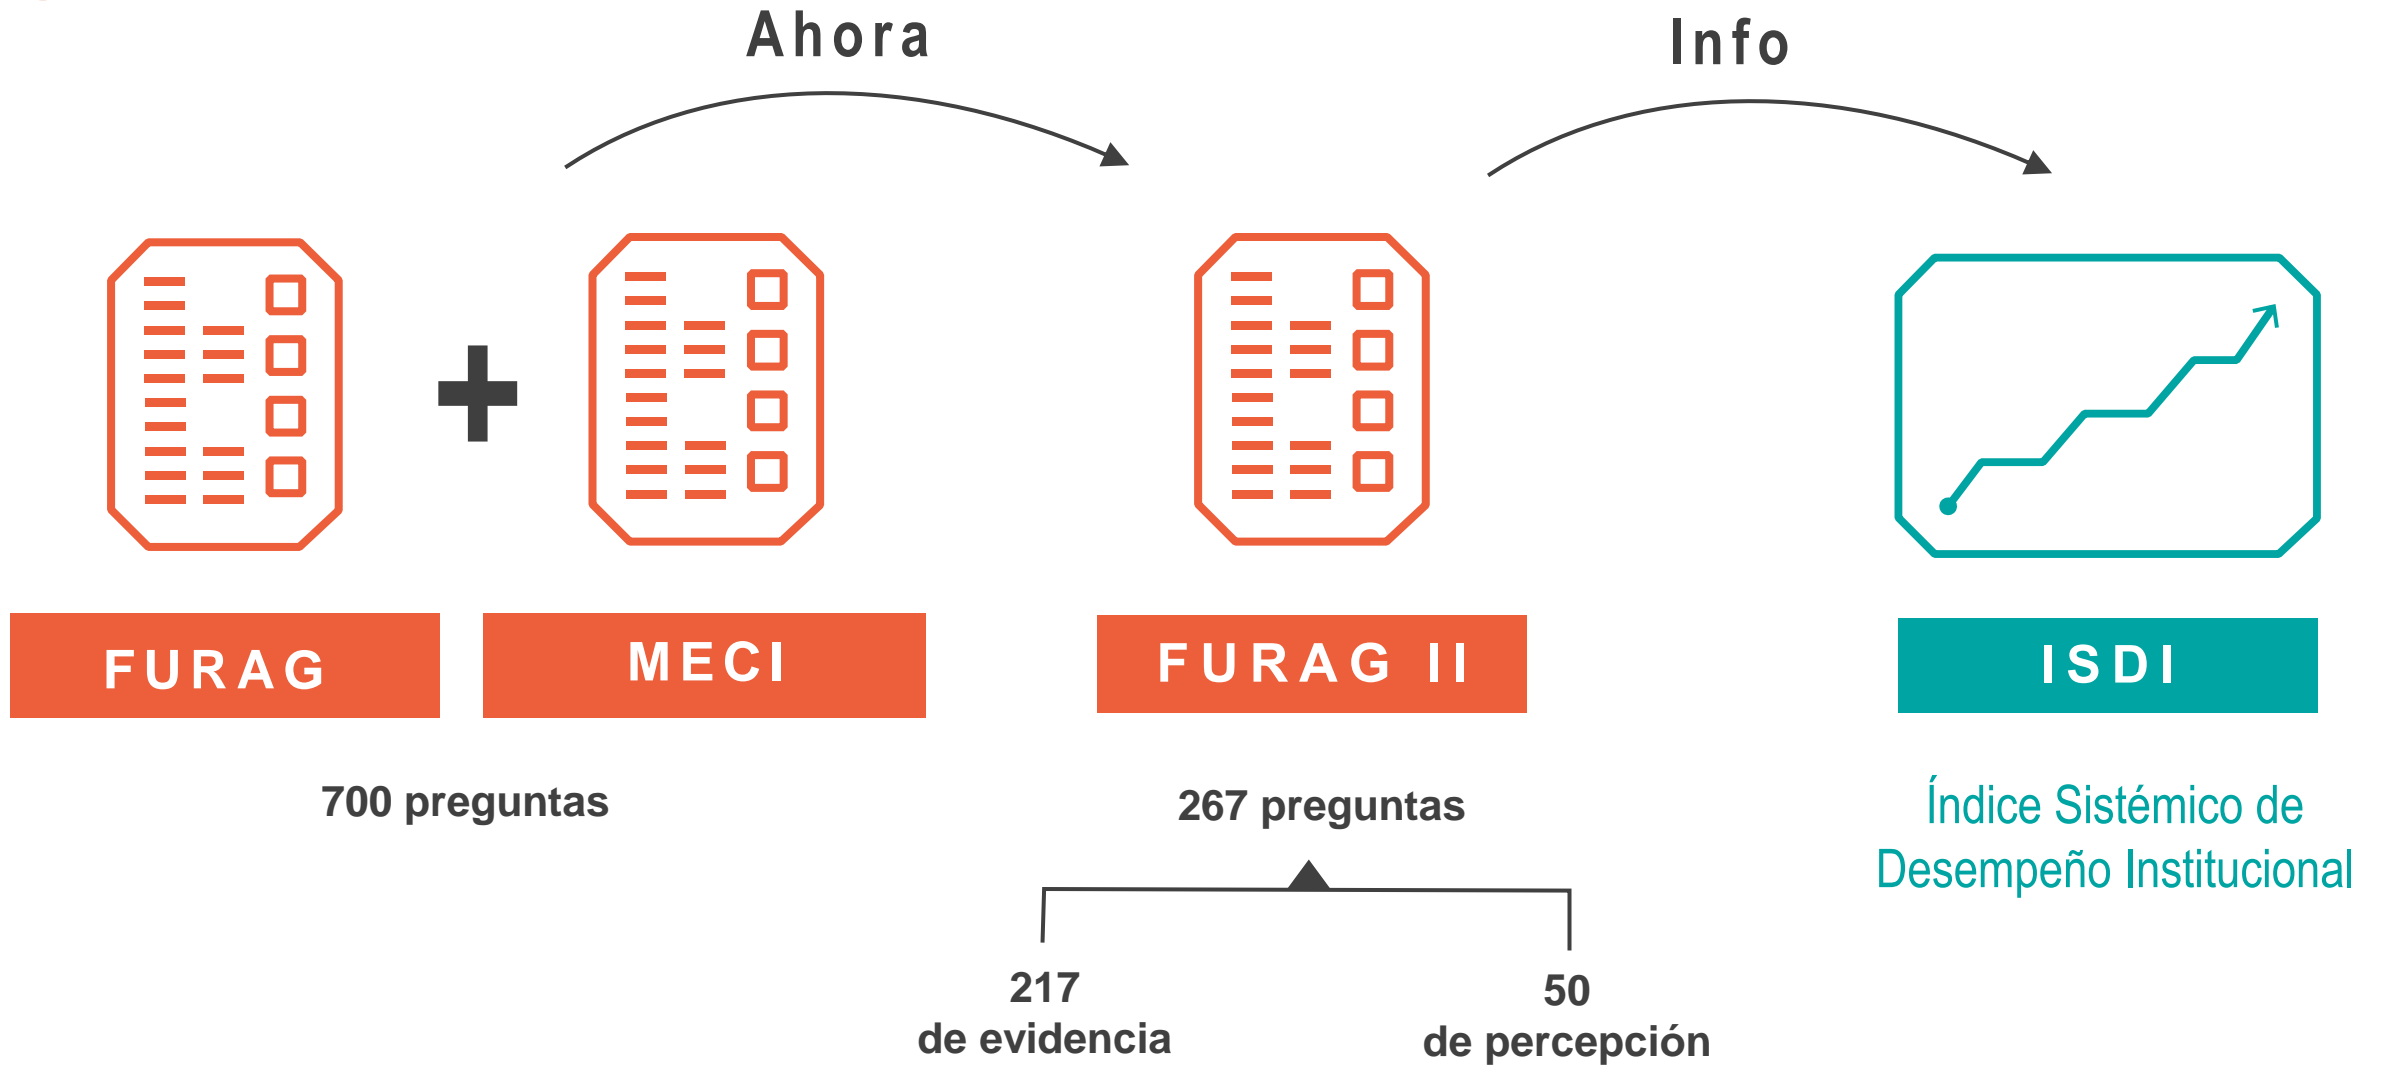 Ahora
Info
FURAG
MECI
FURAG II
ISDI
700 preguntas
267 preguntas
Índice Sistémico de
Desempeño Institucional
217
de evidencia
50
de percepción